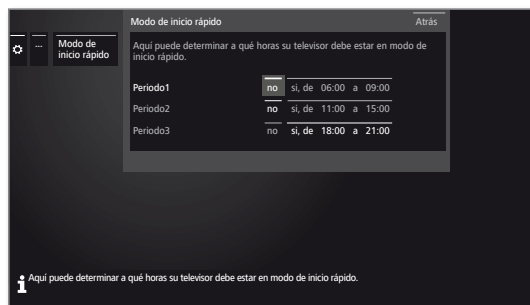 Modo de inicio rápido Atrás
... Modo de
inicio rápido
Aquí puede determinar a qué horas su televisor debe estar en modo de
inicio rápido.
Periodo1 no si, de 06:00 a 09:00
Periodo2 no si, de 11:00 a 15:00
Periodo3 no si, de 18:00 a 21:00
Aquí puede determinar a qué horas su televisor debe estar en modo de inicio rápido.